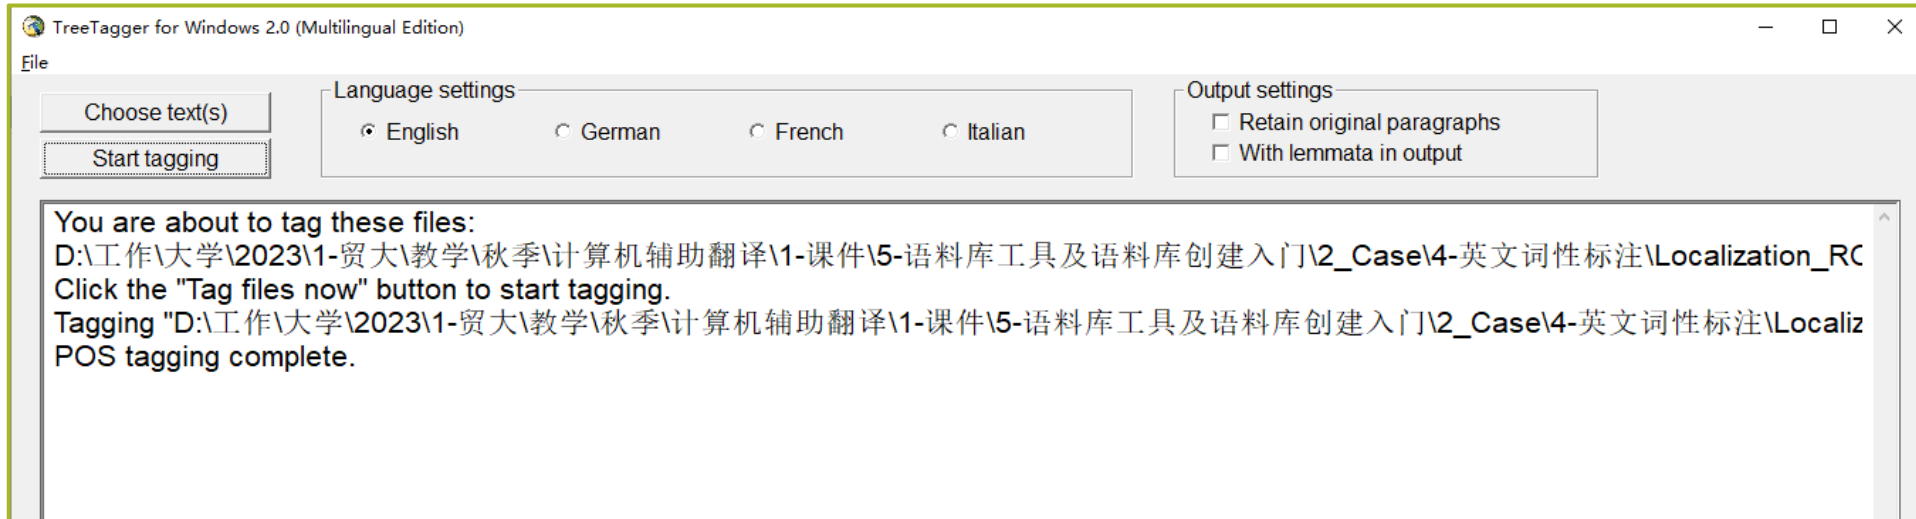 TreeTagger for Windows 2.0 (Multilingual Edition)
File
Choose text(s)
Start tagging
Language settings
English
German
French
Italian
Output settings
Retain original paragraphs
With lemmata in output
You are about to tag these files:
D:\工作\大学\2023\1-贸大\教学\秋季\计算机辅助翻译\1-课件\5-语料库工具及语料库创建入门\2_Case\4-英文词性标注\Localization_RC
Click the "Tag files now" button to start tagging.
Tagging "D:\工作\大学\2023\1-贸大\教学\秋季\计算机辅助翻译\1-课件\5-语料库工具及语料库创建入门\2_Case\4-英文词性标注\Localiz
POS tagging complete.